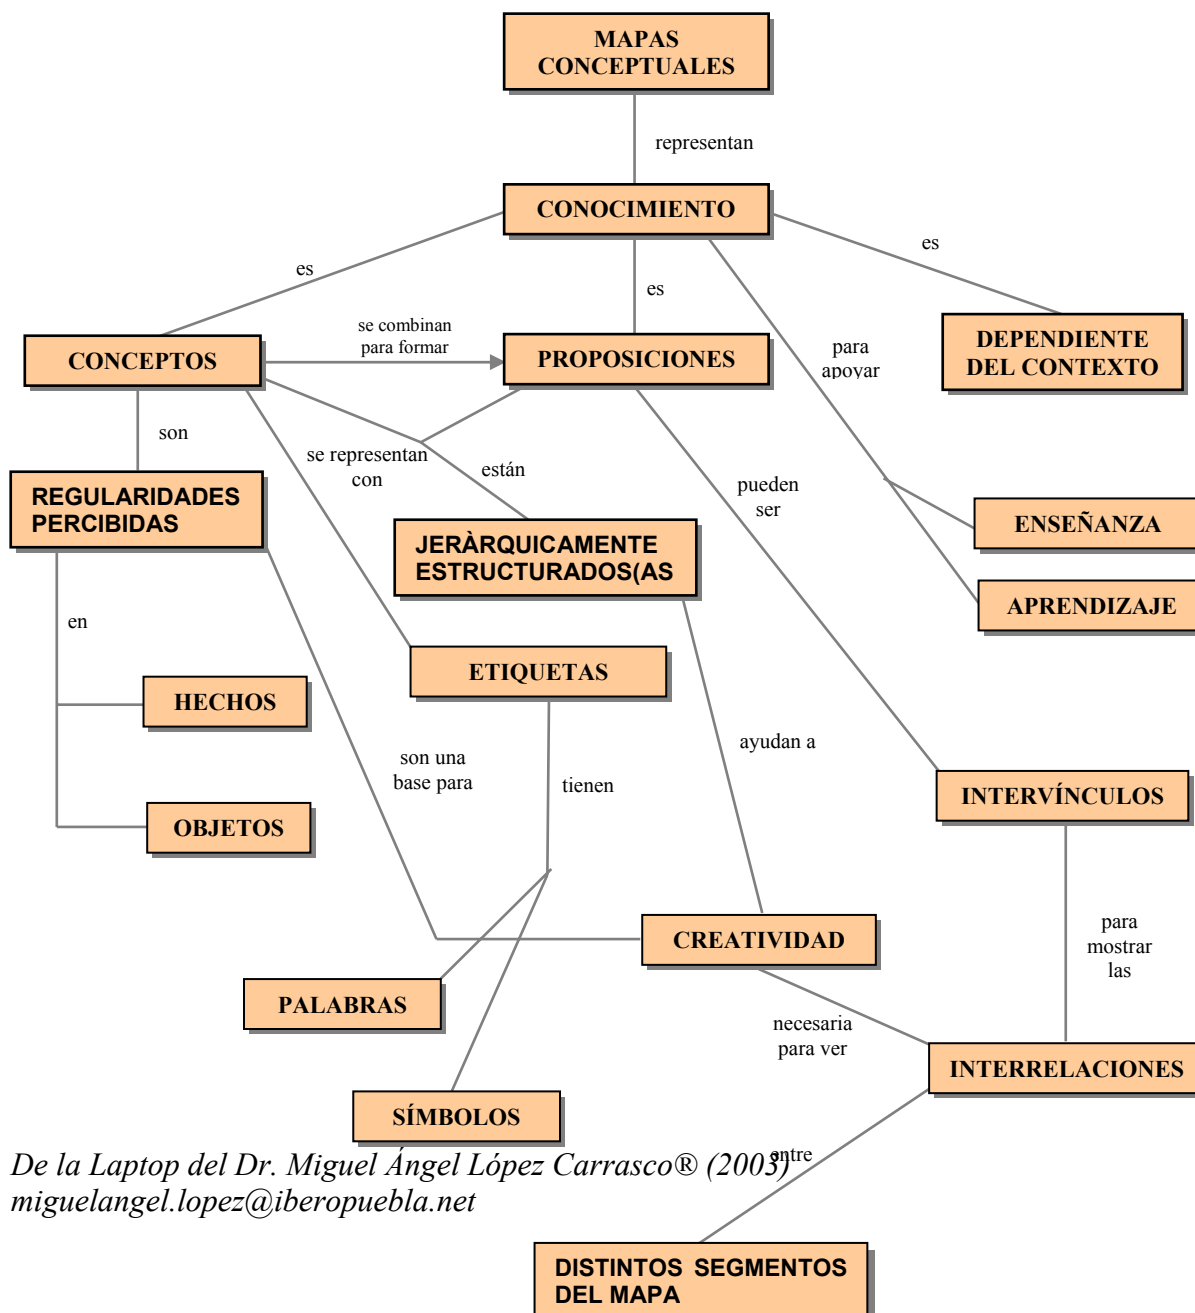 MAPAS
CONCEPTUALES
representan
CONOCIMIENTO
es
es
es
se combinan
para formar
CONCEPTOS
PROPOSICIONES
para
apoyar
DEPENDIENTE
DEL CONTEXTO
son
se representan
con
están
pueden
ser
REGULARIDADES
PERCIBIDAS
ENSEÑANZA
JERÀRQUICAMENTE
ESTRUCTURADOS(AS
APRENDIZAJE
en
ETIQUETAS
HECHOS
son una
base para
tienen
ayudan a
INTERVÍNCULOS
OBJETOS
CREATIVIDAD
para
mostrar
las
PALABRAS
necesaria
para ver
INTERRELACIONES
SÍMBOLOS
De la Laptop del Dr. Miguel Ángel López Carrasco® (2003)
entre
miguelangel.lopez@iberopuebla.net
DISTINTOS SEGMENTOS
DEL MAPA